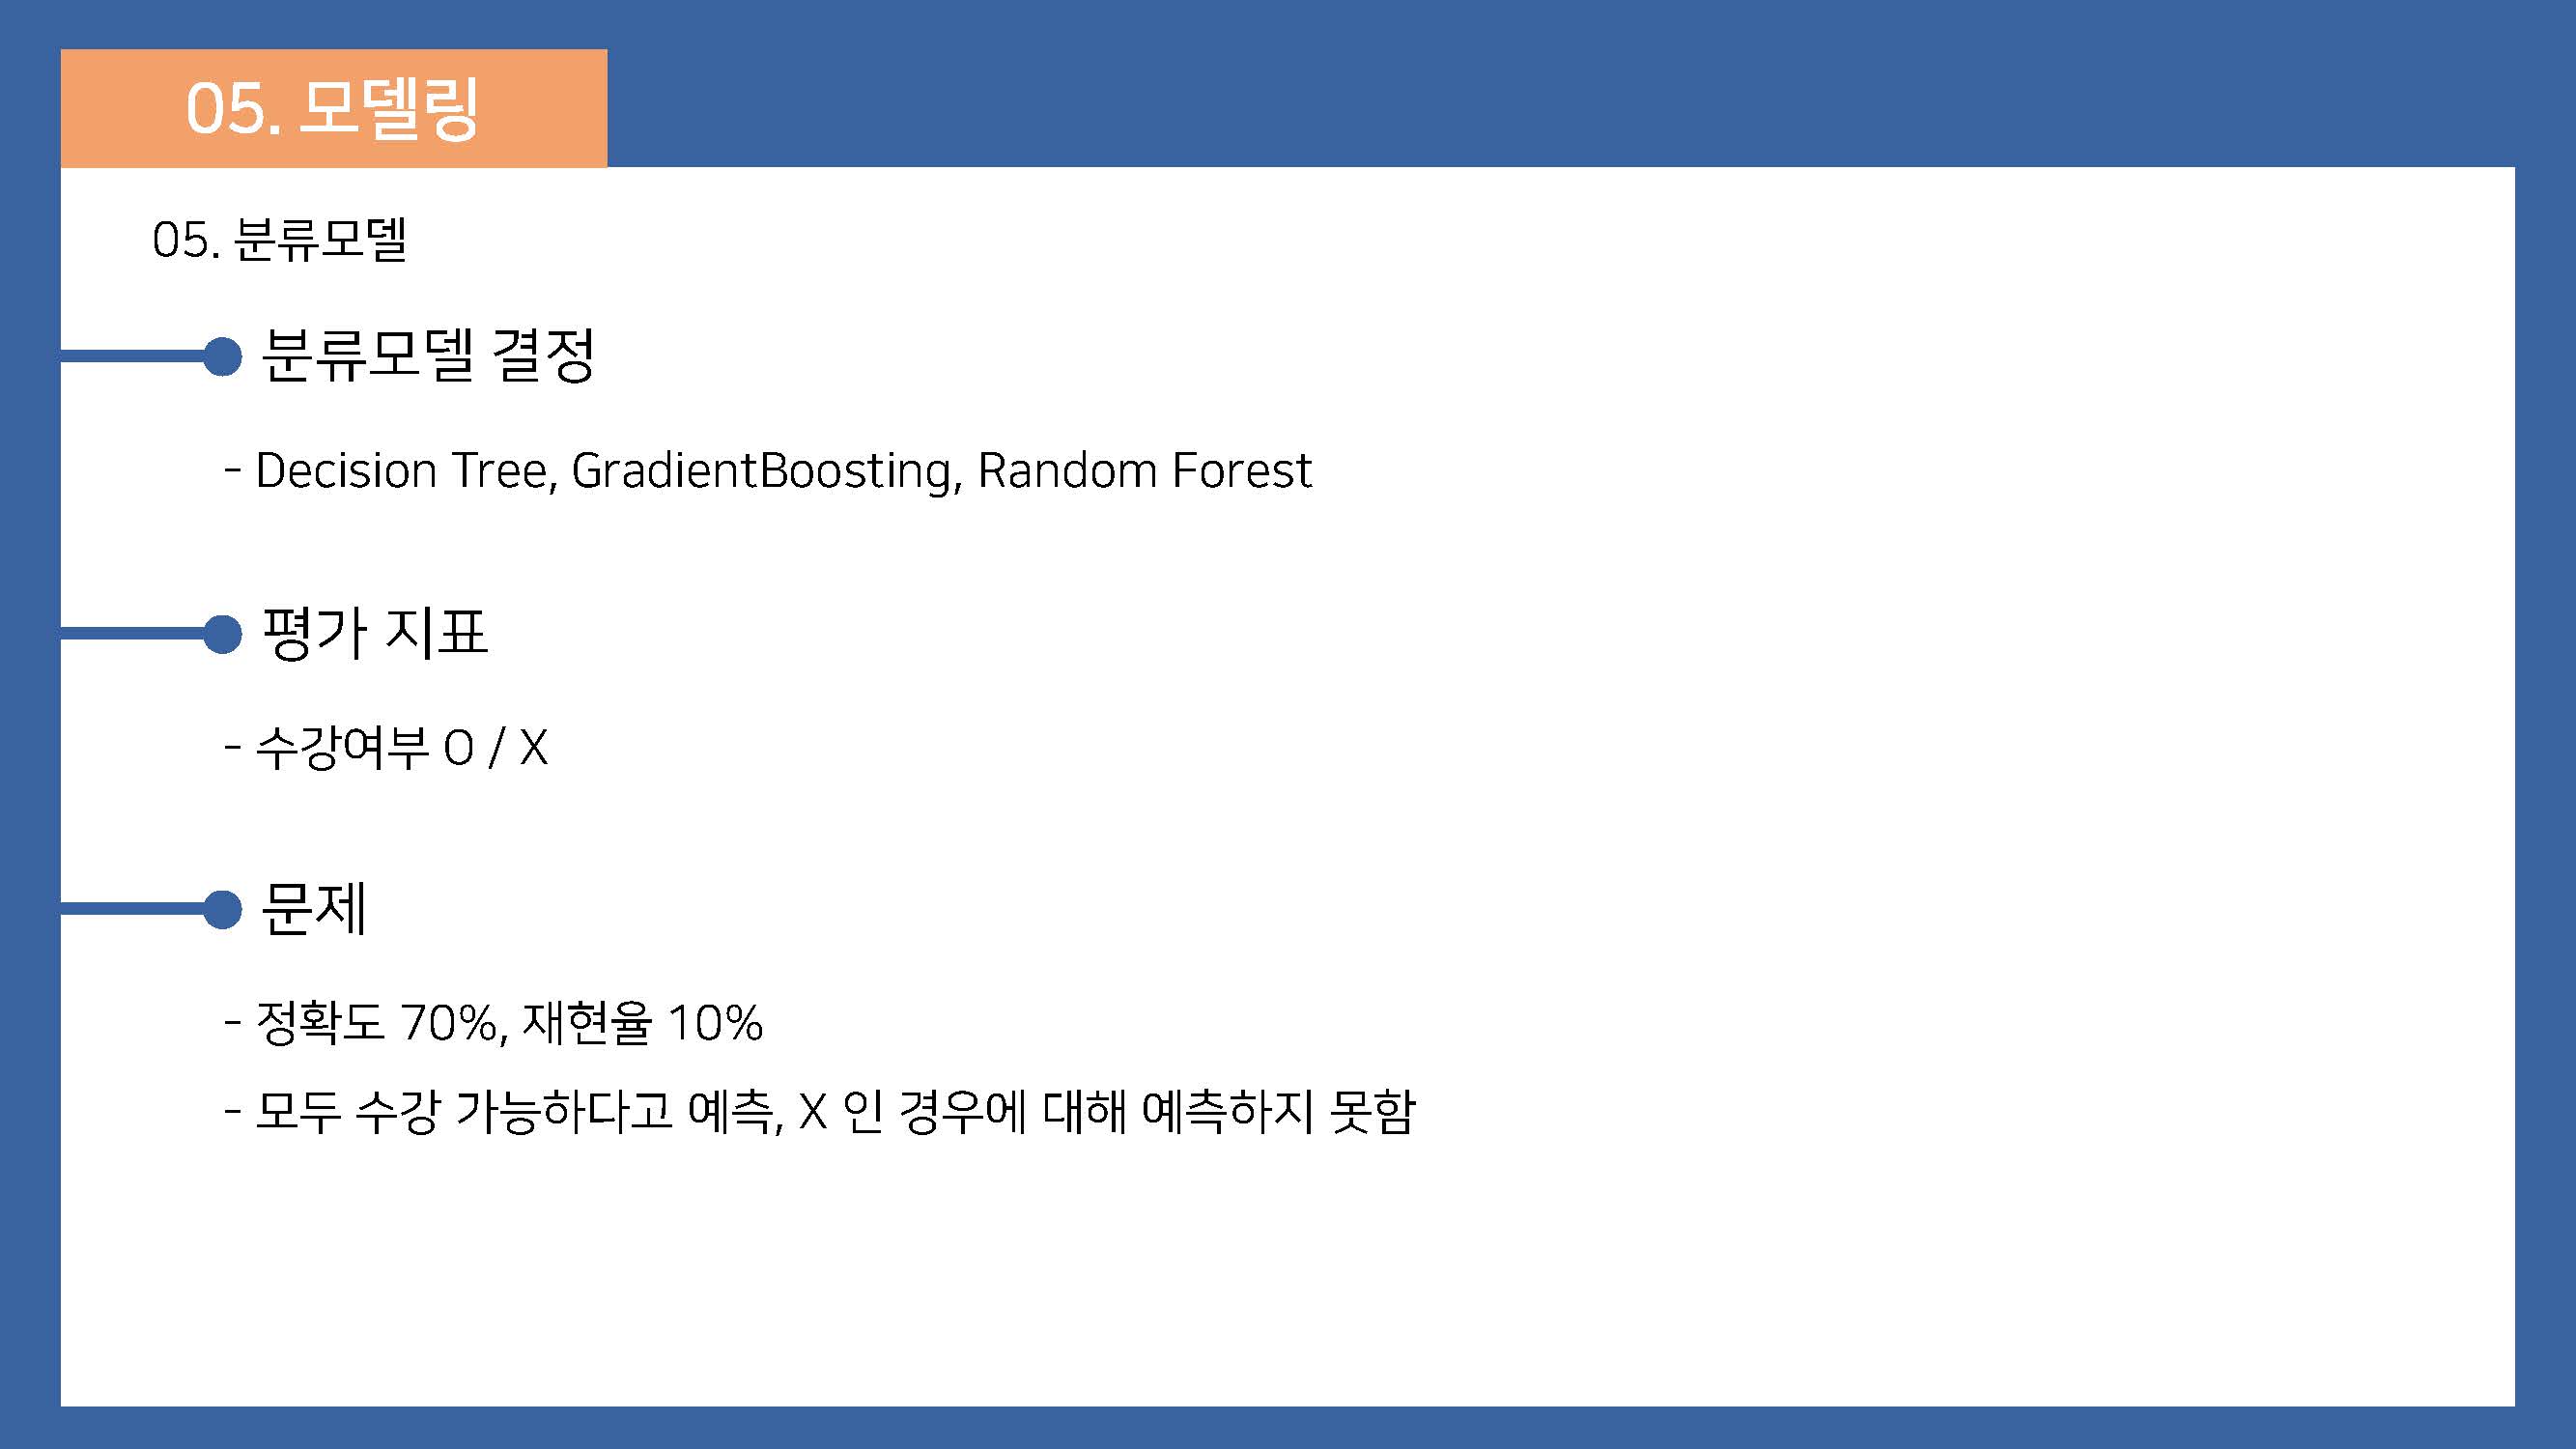 05. 모델링
05. 분류모델
분류모델 결정
- Decision Tree, GradientBoosting, Random Forest
평가 지표
- 수강여부 O / X
문제
- 정확도 70%, 재현율 10%
- 모두 수강 가능하다고 예측, X 인 경우에 대해 예측하지 못함